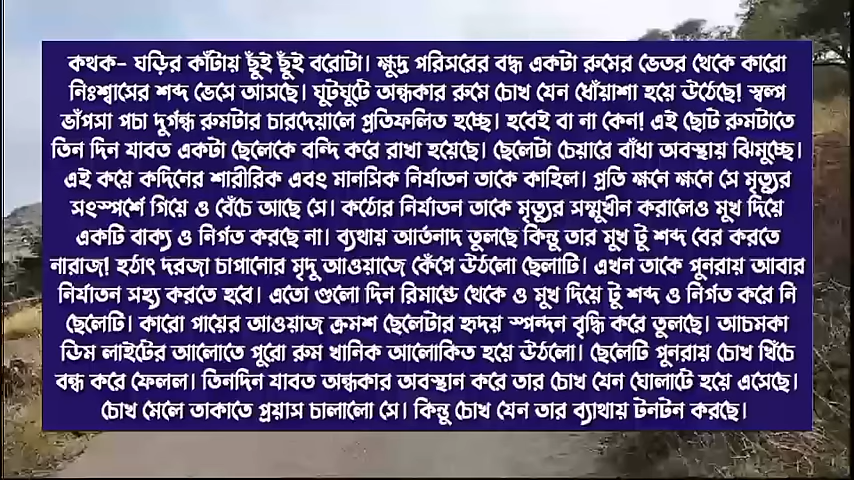 কথক- ঘড়ির কাঁটায় ছুঁই ছুঁই বরোটা। ক্ষুদ্র পরিসরের বদ্ধ একটা রুমের ভেতর থেকে কারো
নিঃশ্বাসের শব্দ ভেসে আসছে। ঘুটঘুটে অন্ধকার রুমে চোখ যেন ধোঁয়াশা হয়ে উঠেছে! স্বল্প
ভাঁপসা পচা দুর্গন্ধ রুমটার চারদেয়ালে প্রতিফলিত হচ্ছে। হবেই বা না কেন! এই ছোট রুমটাতে
তিন দিন যাবত একটা ছেলেকে বন্দি করে রাখা হয়েছে। ছেলেটা চেয়ারে বাঁধা অবস্থায় ঝিমুচ্ছে।
এই কয়ে কদিনের শারীরিক এবং মানসিক নির্যাতন তাকে কাহিল। প্রতি ক্ষনে ক্ষনে সে মৃত্যুর
সংস্পর্শে গিয়ে ও বেঁচে আছে সে। কঠোর নির্যাতন তাকে মৃত্যুর সম্মুখীন করালেও মুখ দিয়ে
একটি বাক্য ও নির্গত করছে না। ব্যথায় আর্তনাদ তুলছে কিন্তু তার মুখ টু শব্দ বের করতে
নারাজ! হঠাৎ দরজা চাপানোর মৃদু আওয়াজে কেঁপে উঠলো ছেলাটি। এখন তাকে পুনরায় আবার
নির্যাতন সহ্য করতে হবে। এতো গুলো দিন রিমান্ডে থেকে ও মুখ দিয়ে টু শব্দ ও নির্গত করে নি
ছেলেটি। কারো পায়ের আওয়াজ ক্রমশ ছেলেটার হৃদয় স্পন্দন বৃদ্ধি করে তুলছে। আচমকা
ডিম লাইটের আলোতে পুরো রুম খানিক আলোকিত হয়ে উঠলো। ছেলেটি পুনরায় চোখ খিঁচে
বন্ধ করে ফেলল। তিনদিন যাবত অন্ধকার অবস্থান করে তার চোখ যেন ঘোলাটে হয়ে এসেছে।
চোখ মেলে তাকাতে প্রয়াস চালালো সে। কিন্তু চোখ যেন তার ব্যাথায় টনটন করছে।